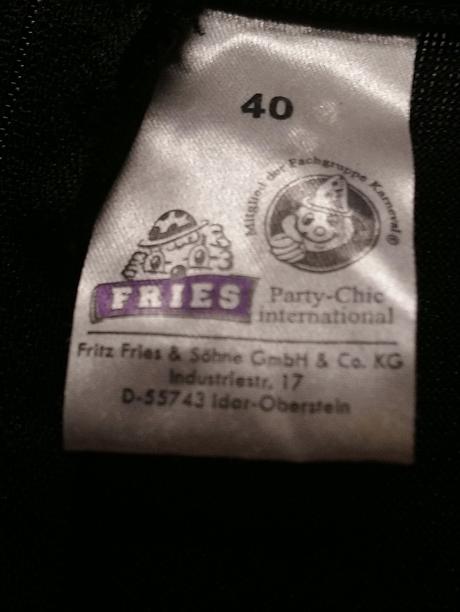 40
Mitglied der Fachgruppe Karneval®
FRIES
Party-Chic
international
Fritz Fries & Söhne GmbH & Co. KG
Industriestr. 17
D-55743 Idar-Oberstein